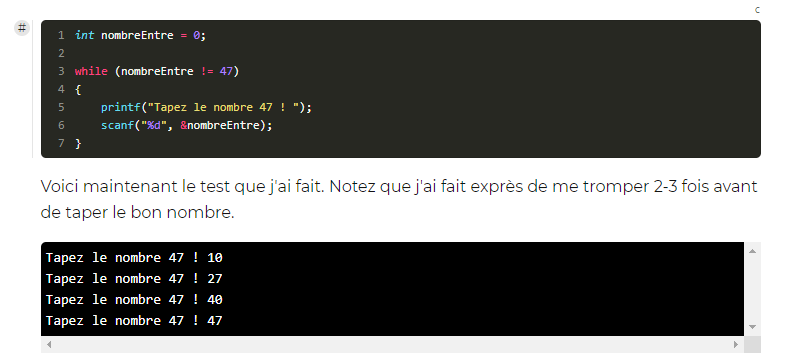 c
#
1 int nombreEntre = 0;
2
3 while (nombreEntre != 47)
4 {
5     printf("Tapez le nombre 47 ! ");
6     scanf("%d", &nombreEntre);
7 }
Voici maintenant le test que j'ai fait. Notez que j'ai fait exprès de me tromper 2-3 fois avant
de taper le bon nombre.
Tapez le nombre 47 ! 10
Tapez le nombre 47 ! 27
Tapez le nombre 47 ! 40
Tapez le nombre 47 ! 47